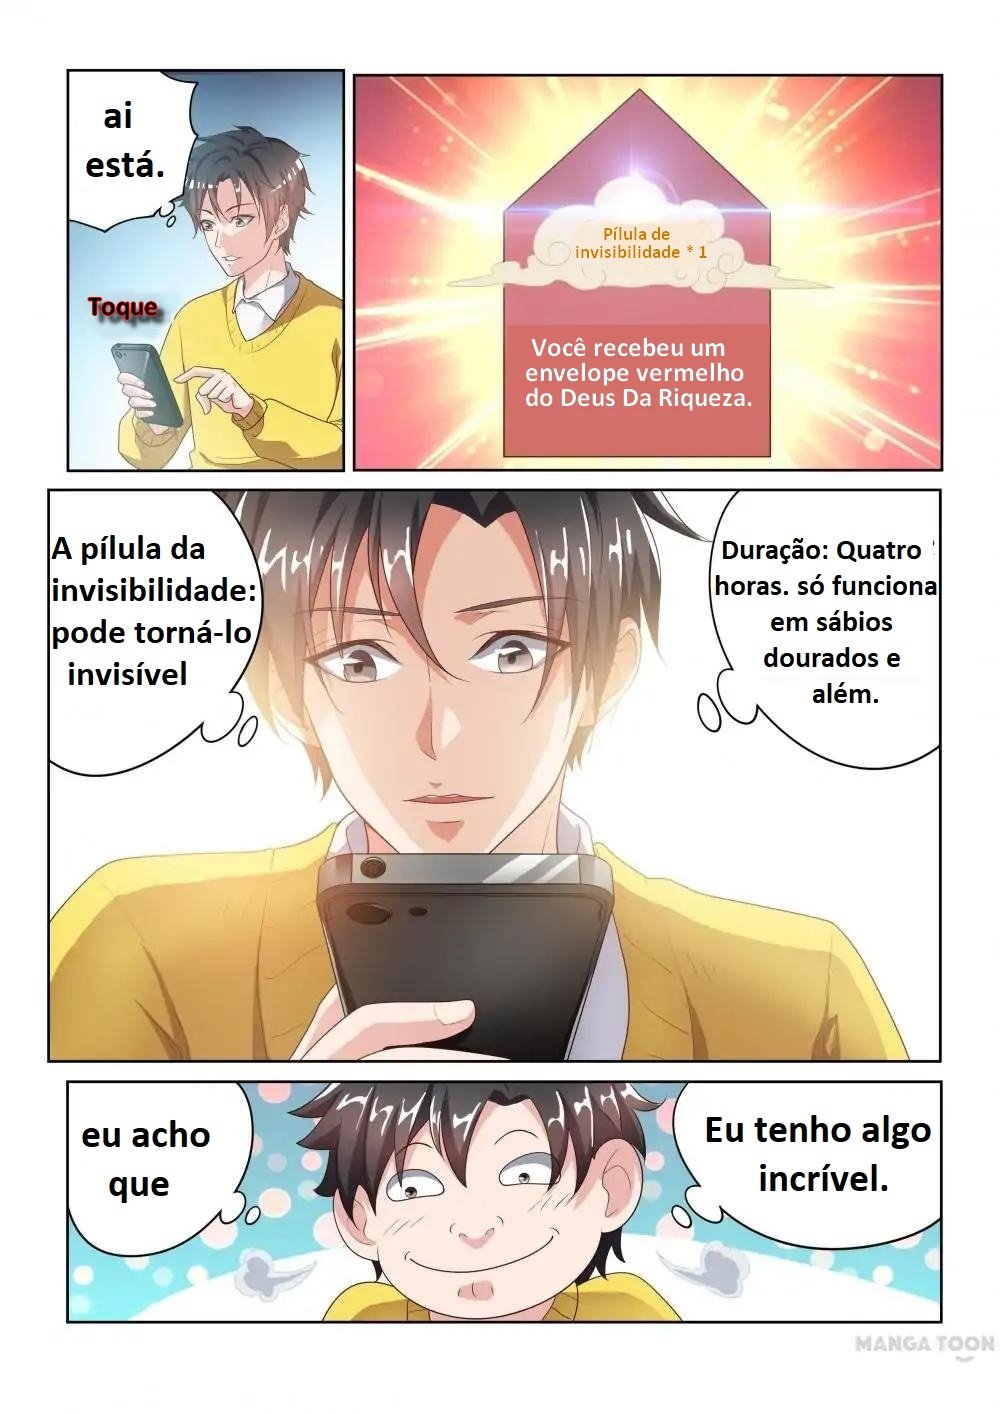 ai
está.
Toque
Pílula de
invisibilidade * 1
Você recebeu um
envelope vermelho
do Deus Da Riqueza.
A pílula da
invisibilidade:
pode torná-lo
invisível
Duração: Quatro
horas. só funciona
em sábios
dourados e
além.
eu acho
que
Eu tenho algo
incrível.
MANGA TOON